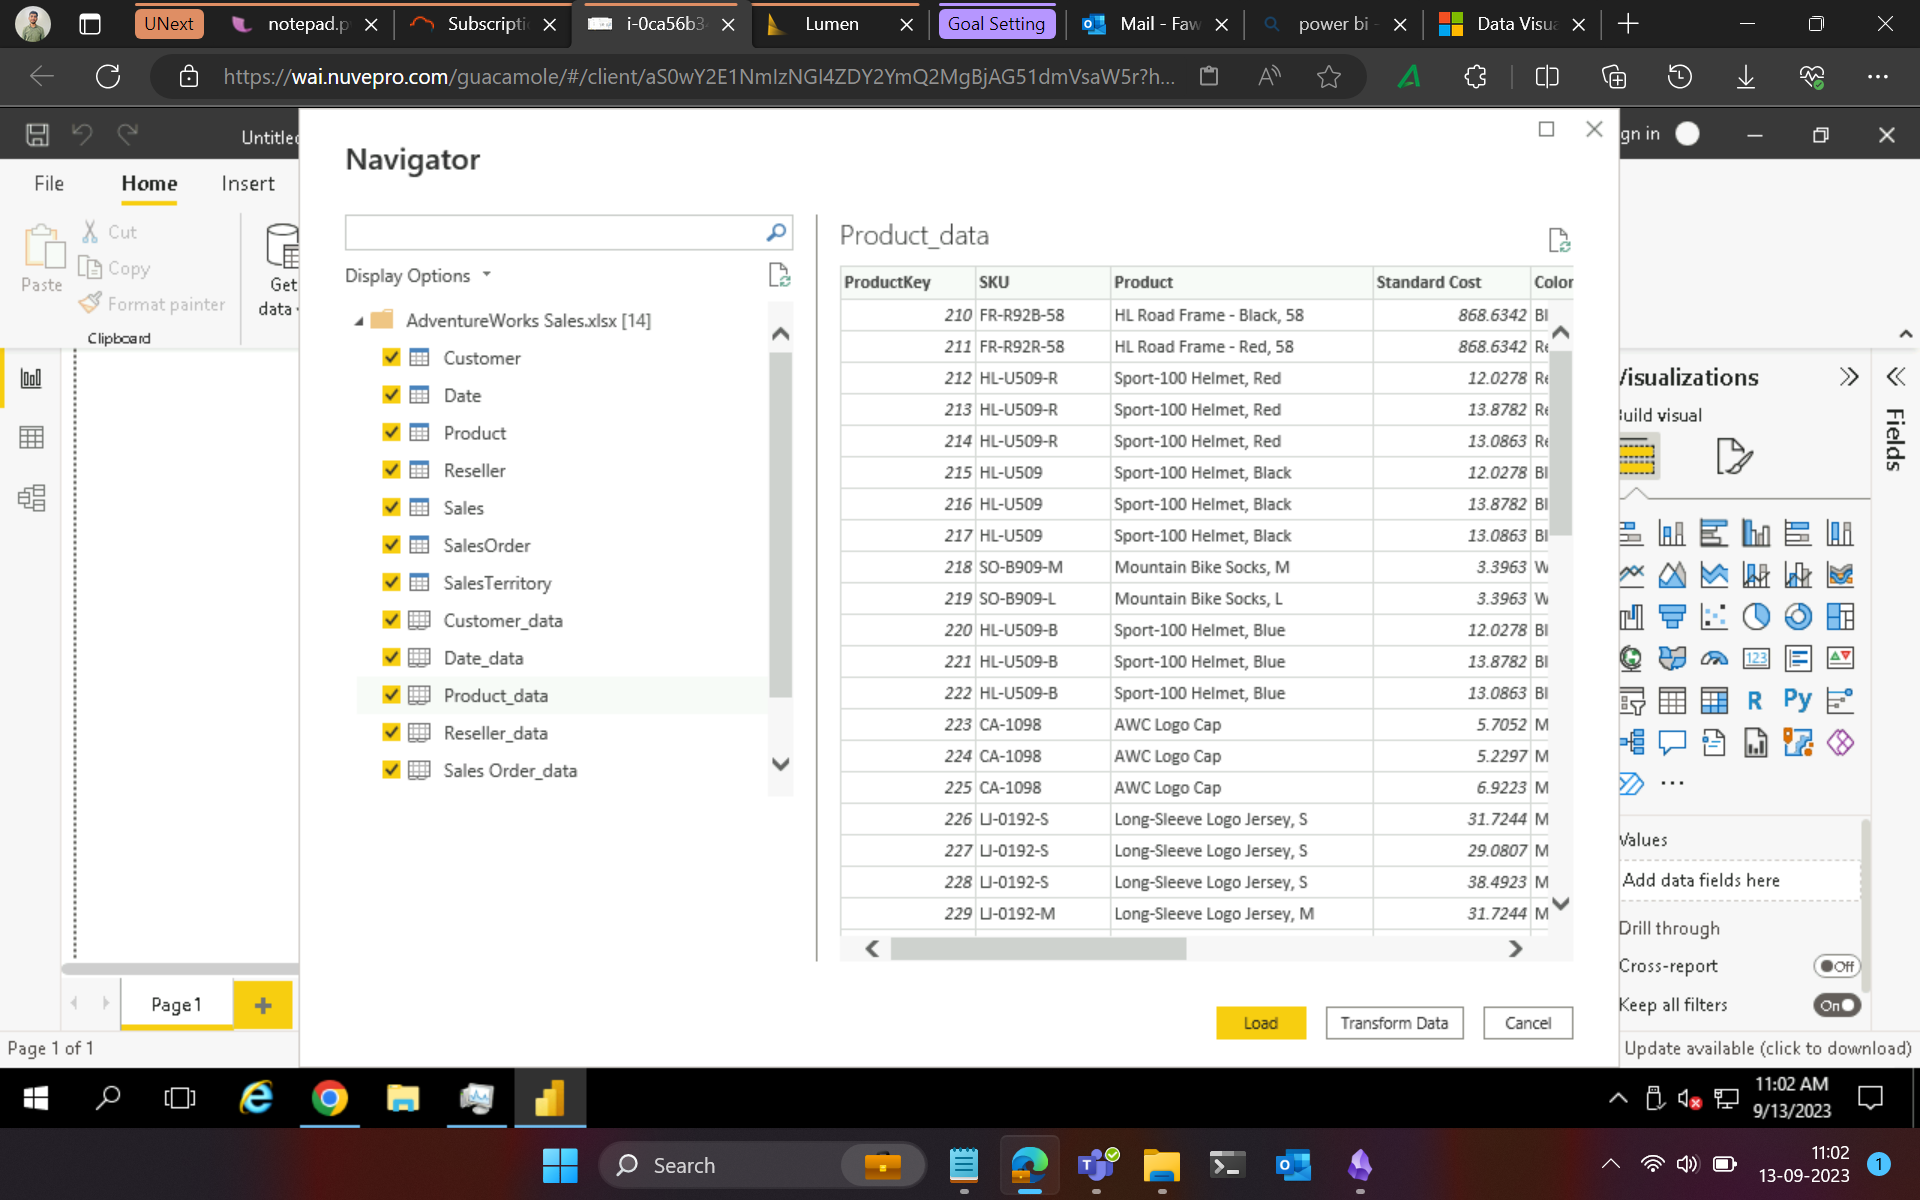 UNext
notepad.p
Subscripti
i-0ca56b3
Lumen
Goal Setting
Mail - Faw
power bi -
Data Visua
https://wai.nuvepro.com/guacamole/#/client/aS0wY2E1NmIzNGI4ZDY2YmQ2MgBjAG51dmVsaW5r?h...
Untitled
gn in
File
Home
Insert
Paste
Cut
Copy
Format painter
Clipboard
Get
data
Navigator
Display Options
AdventureWorks Sales.xlsx [14]
Customer
Date
Product
Reseller
Sales
SalesOrder
SalesTerritory
Customer_data
Date_data
Product_data
Reseller_data
Sales Order_data
Product_data
ProductKey SKU Product Standard Cost Color
210 FR-R92B-58 HL Road Frame - Black, 58 868.6342 Bl
211 FR-R92R-58 HL Road Frame - Red, 58 868.6342 Re
212 HL-U509-R Sport-100 Helmet, Red 12.0278 Re
213 HL-U509-R Sport-100 Helmet, Red 13.8782 Re
214 HL-U509-R Sport-100 Helmet, Red 13.0863 Re
215 HL-U509 Sport-100 Helmet, Black 12.0278 Bl
216 HL-U509 Sport-100 Helmet, Black 13.8782 Bl
217 HL-U509 Sport-100 Helmet, Black 13.0863 Bl
218 SO-B909-M Mountain Bike Socks, M 3.3963 W
219 SO-B909-L Mountain Bike Socks, L 3.3963 W
220 HL-U509-B Sport-100 Helmet, Blue 12.0278 Bl
221 HL-U509-B Sport-100 Helmet, Blue 13.8782 Bl
222 HL-U509-B Sport-100 Helmet, Blue 13.0863 Bl
223 CA-1098 AWC Logo Cap 5.7052 M
224 CA-1098 AWC Logo Cap 5.2297 M
225 CA-1098 AWC Logo Cap 6.9223 M
226 LJ-0192-S Long-Sleeve Logo Jersey, S 31.7244 M
227 LJ-0192-S Long-Sleeve Logo Jersey, S 29.0807 M
228 LJ-0192-S Long-Sleeve Logo Jersey, S 38.4923 M
229 LJ-0192-M Long-Sleeve Logo Jersey, M 31.7244 M
Load
Transform Data
Cancel
Visualizations
uild visual
Fields
123
R
Py
Values
Add data fields here
Drill through
Cross-report
Off
Keep all filters
On
Page 1
Page 1 of 1
Update available (click to download)
11:02 AM
9/13/2023
Search
11:02
13-09-2023
1